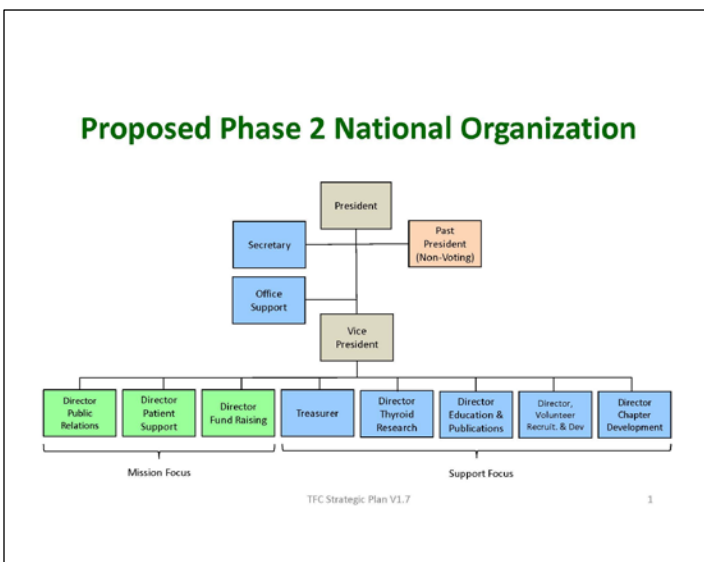 Proposed Phase 2 National Organization
President
Secretary
Past
President
(Non-Voting)
Office
Support
Vice
President
Director
Public
Relations
Director
Patient
Support
Director
Fund Raising
Treasurer
Director
Thyroid
Research
Director
Education &
Publications
Director,
Volunteer
Recruit. & Dev
Director
Chapter
Development
Mission Focus
Support Focus
TFC Strategic Plan V1.7
1